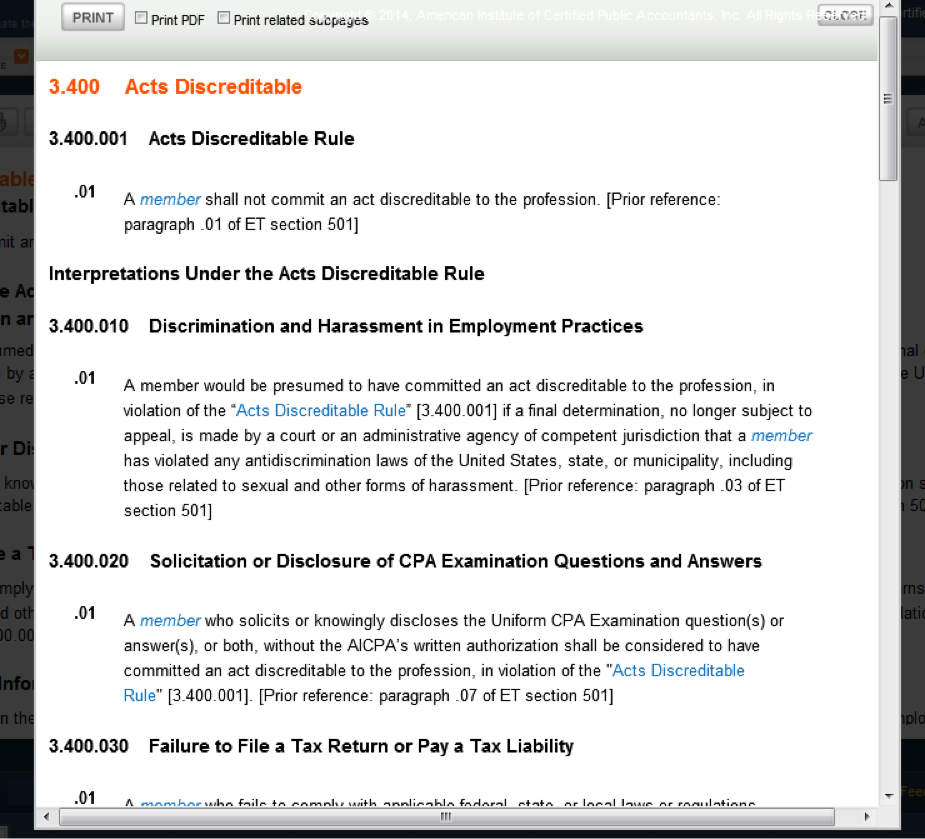 PRINT Print PDF Print related subpages Copyright © 2014, American Institute of Certified Public Accountants, Inc. All Rights Reserved. CLOSE
3.400 Acts Discreditable
3.400.001 Acts Discreditable Rule
.01 A member shall not commit an act discreditable to the profession. [Prior reference:
paragraph .01 of ET section 501]
Interpretations Under the Acts Discreditable Rule
3.400.010 Discrimination and Harassment in Employment Practices
.01 A member would be presumed to have committed an act discreditable to the profession, in
violation of the “Acts Discreditable Rule” [3.400.001] if a final determination, no longer subject to
appeal, is made by a court or an administrative agency of competent jurisdiction that a member
has violated any antidiscrimination laws of the United States, state, or municipality, including
those related to sexual and other forms of harassment. [Prior reference: paragraph .03 of ET
section 501]
3.400.020 Solicitation or Disclosure of CPA Examination Questions and Answers
.01 A member who solicits or knowingly discloses the Uniform CPA Examination question(s) or
answer(s), or both, without the AICPA's written authorization shall be considered to have
committed an act discreditable to the profession, in violation of the "Acts Discreditable
Rule" [3.400.001]. [Prior reference: paragraph .07 of ET section 501]
3.400.030 Failure to File a Tax Return or Pay a Tax Liability
.01 A member who fails to comply with applicable federal, state, or local laws or regulations